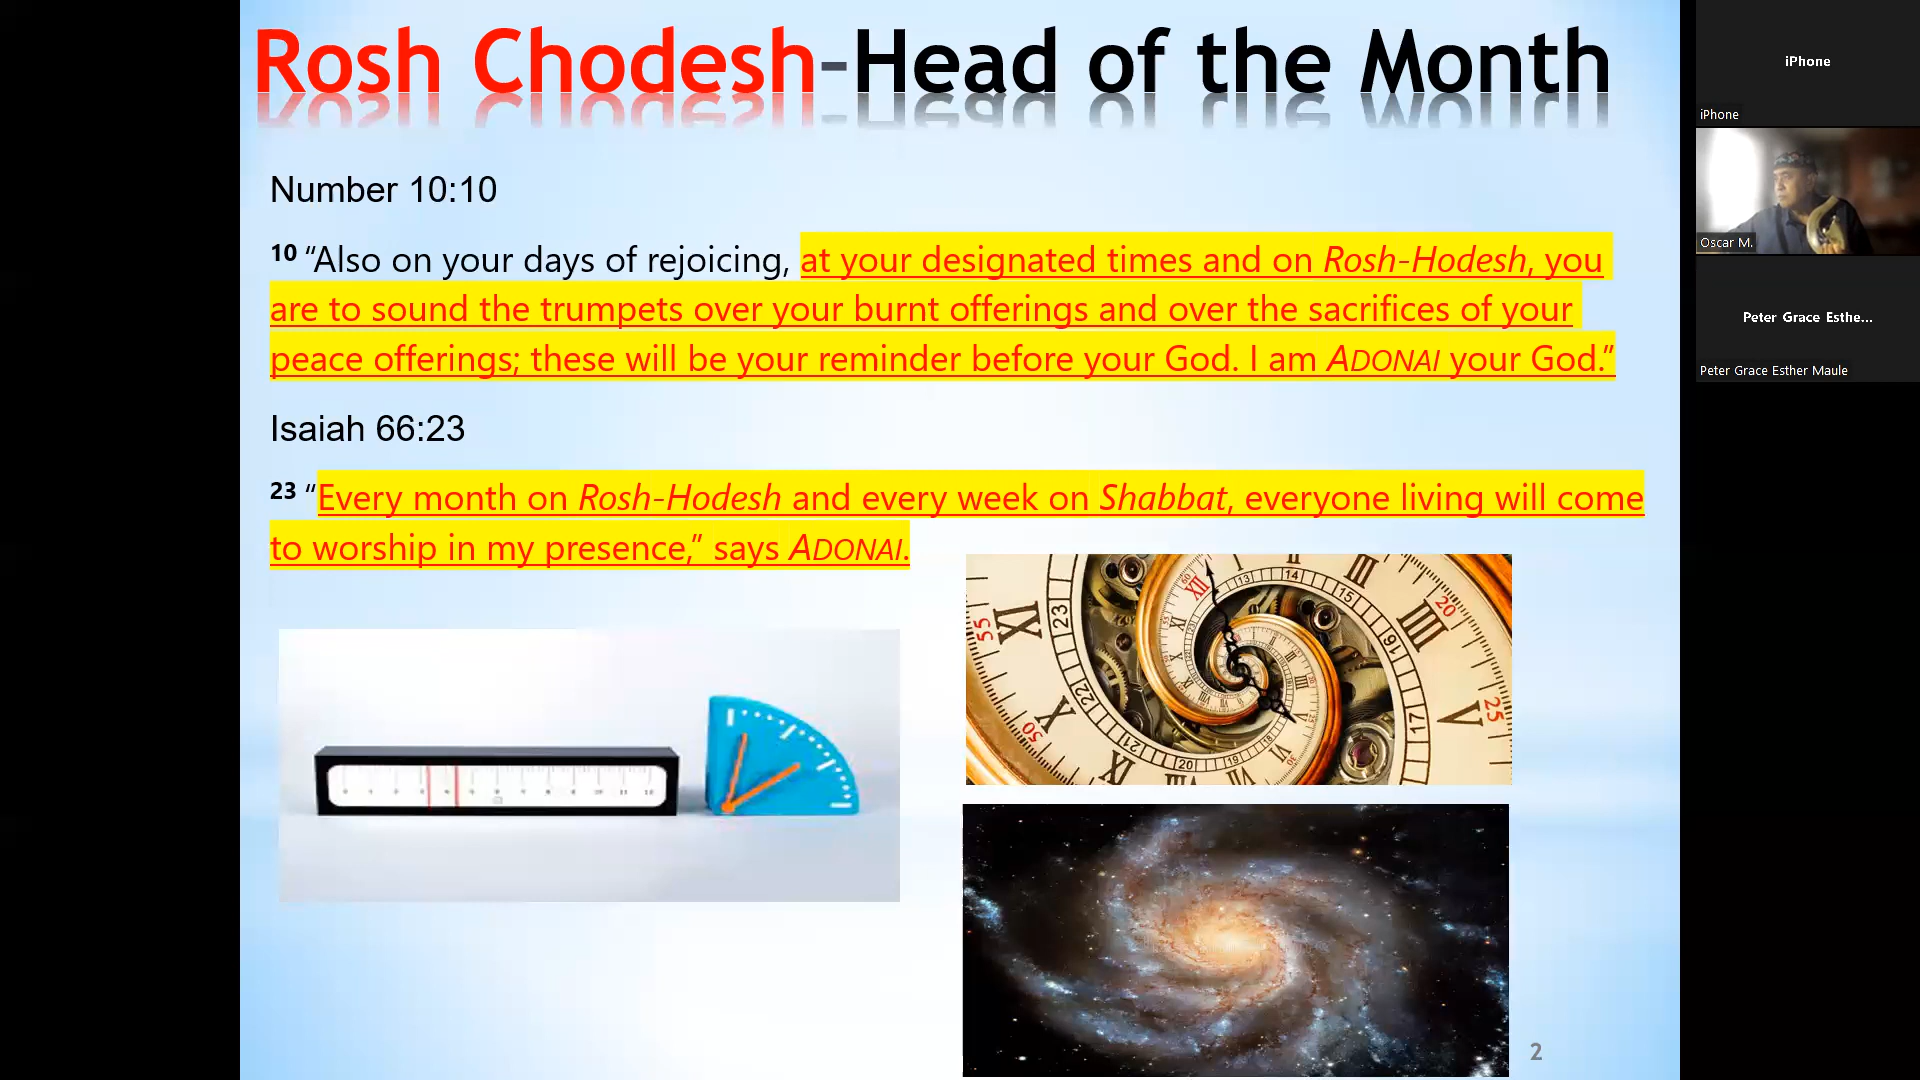 Rosh Chodesh-Head of the Month
Number 10:10
10 “Also on your days of rejoicing, at your designated times and on Rosh-Hodesh, you
are to sound the trumpets over your burnt offerings and over the sacrifices of your
peace offerings; these will be your reminder before your God. I am ADONAI your God.”
Isaiah 66:23
23 “Every month on Rosh-Hodesh and every week on Shabbat, everyone living will come
to worship in my presence,” says ADONAI.
2
iPhone
iPhone
Oscar M.
Peter Grace Esthe...
Peter Grace Esther Maule